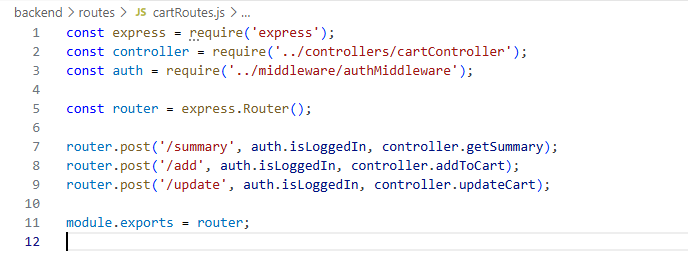 backend > routes > JS cartRoutes.js > ...
1 const express = require('express');
2 const controller = require('../controllers/cartController');
3 const auth = require('../middleware/authMiddleware');
4
5 const router = express.Router();
6
7 router.post('/summary', auth.isLoggedIn, controller.getSummary);
8 router.post('/add', auth.isLoggedIn, controller.addToCart);
9 router.post('/update', auth.isLoggedIn, controller.updateCart);
10
11 module.exports = router;
12